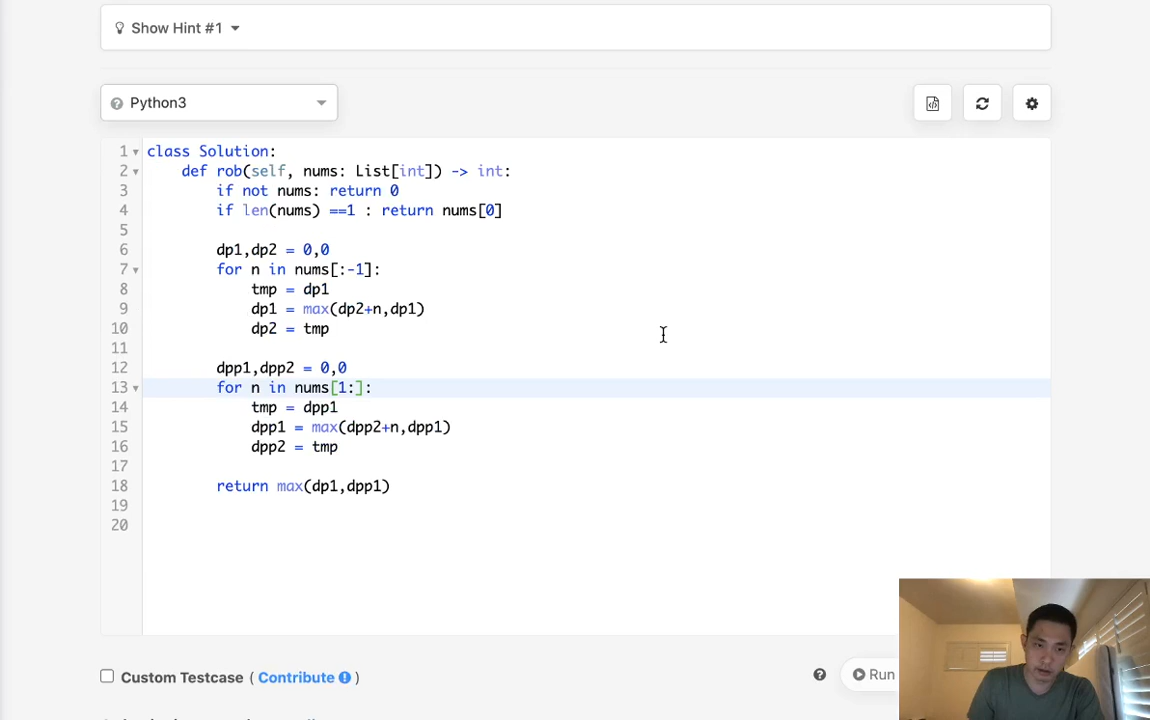 Show Hint #1
Python3
1 class Solution:
2 def rob(self, nums: List[int]) -> int:
3 if not nums: return 0
4 if len(nums) ==1 : return nums[0]
5
6 dp1,dp2 = 0,0
7 for n in nums[:-1]:
8 tmp = dp1
9 dp1 = max(dp2+n,dp1)
10 dp2 = tmp
11
12 dpp1,dpp2 = 0,0
13 for n in nums[1:]:
14 tmp = dpp1
15 dpp1 = max(dpp2+n,dpp1)
16 dpp2 = tmp
17
18 return max(dp1,dpp1)
19
20
Custom Testcase ( Contribute )
Run